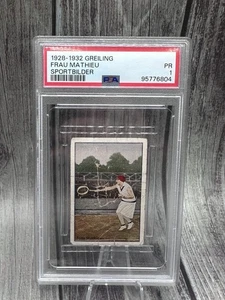 1928-1932 GREILING
FRAU MATHIEU PR
SPORTBILDER 1
PSA 95776804